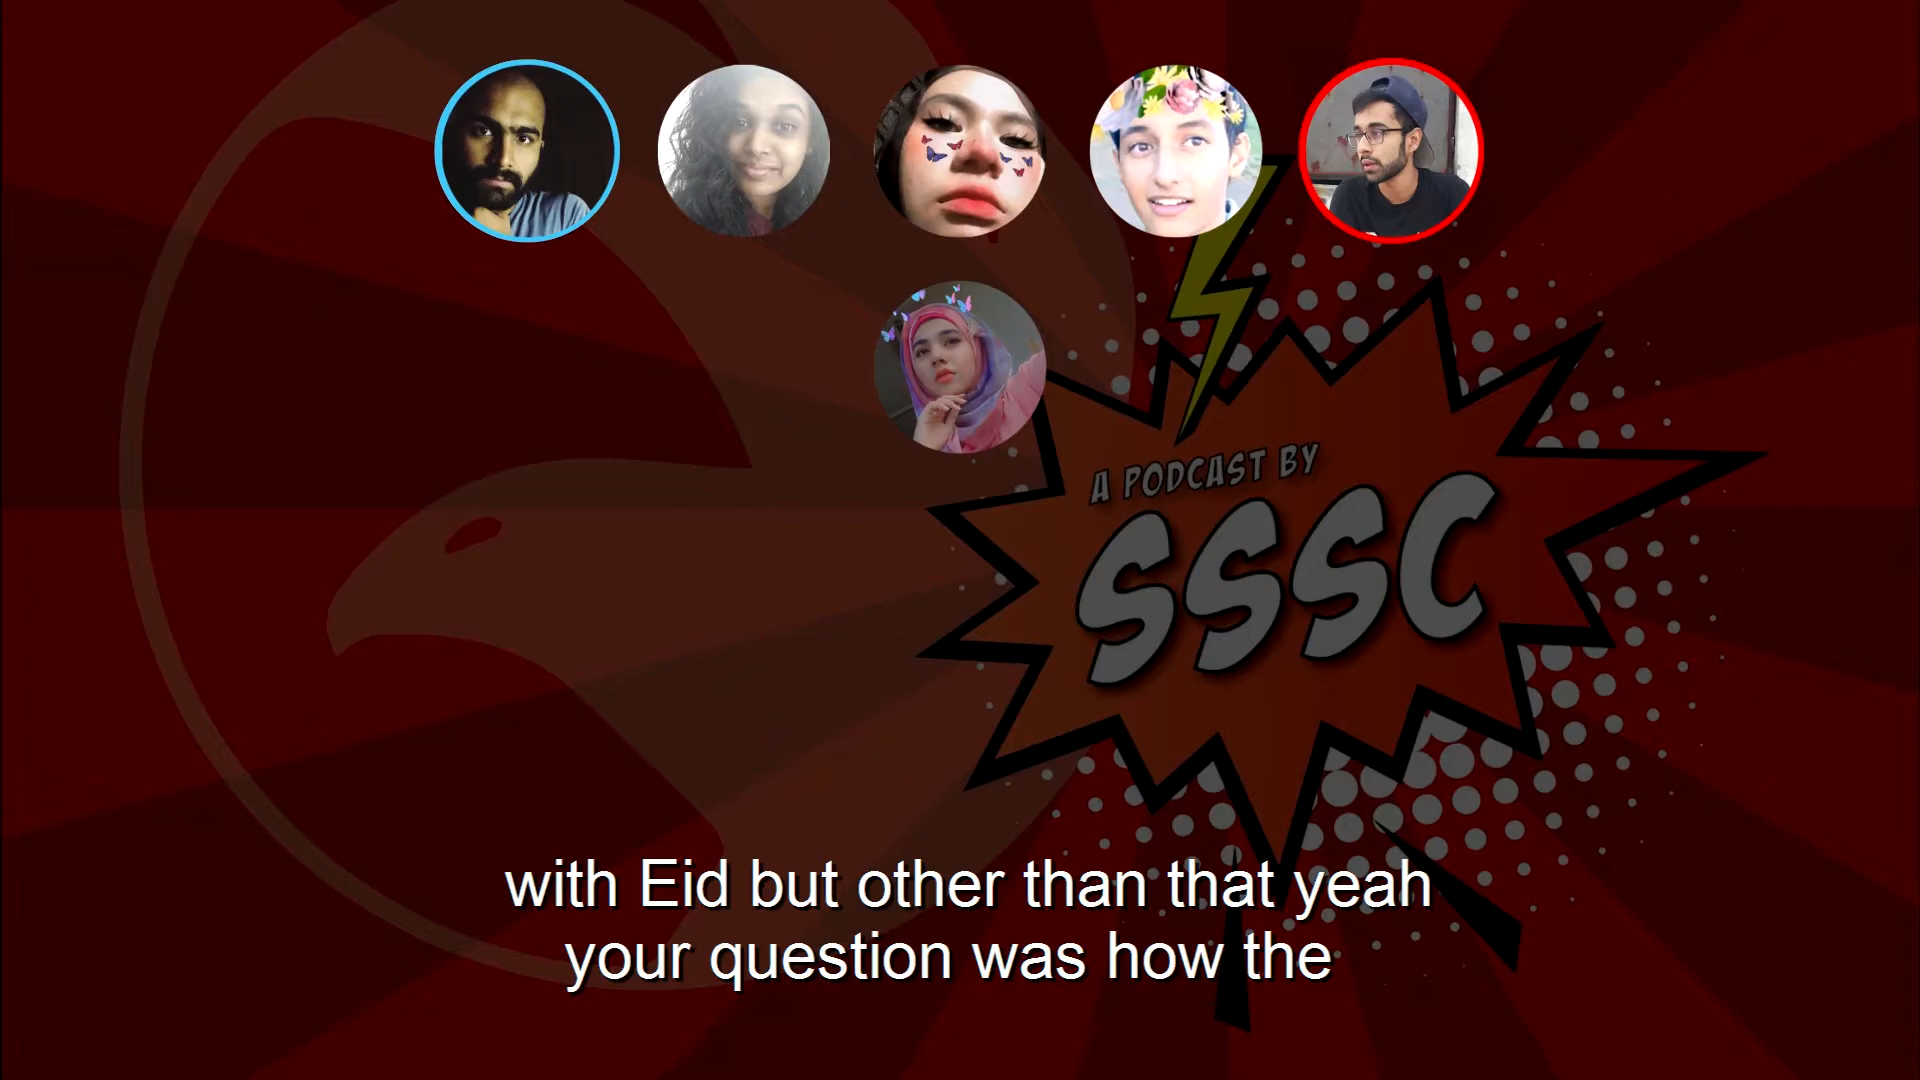 A PODCAST BY
SSSC
with Eid but other than that yeah
your question was how the